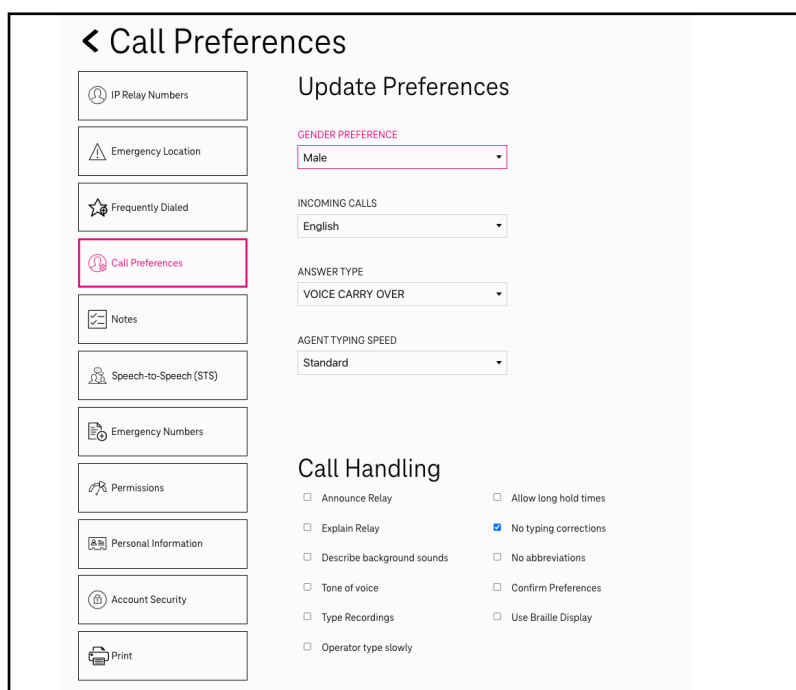 Call Preferences
IP Relay Numbers
Emergency Location
Frequently Dialed
Call Preferences
Notes
Speech-to-Speech (STS)
Emergency Numbers
Permissions
Personal Information
Account Security
Print
Update Preferences
GENDER PREFERENCE
Male
INCOMING CALLS
English
ANSWER TYPE
VOICE CARRY OVER
AGENT TYPING SPEED
Standard
Call Handling
Announce Relay
Explain Relay
Describe background sounds
Tone of voice
Type Recordings
Operator type slowly
Allow long hold times
No typing corrections
No abbreviations
Confirm Preferences
Use Braille Display